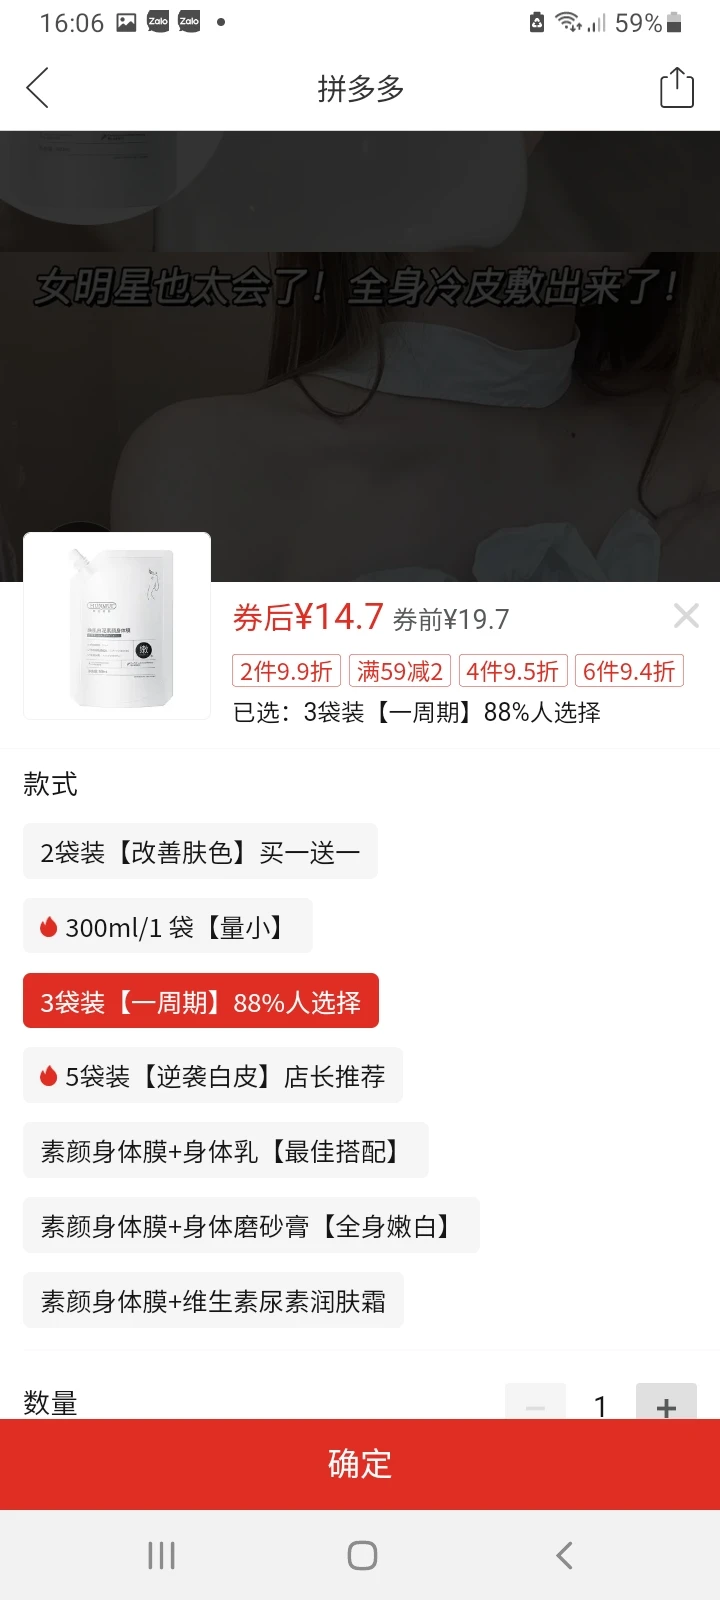 16:06
Zalo
Zalo
59%
拼多多
女明星也太会了！全身冷皮敷出来了！
嫩
券后¥14.7 券前¥19.7
2件9.9折 满59减2 4件9.5折 6件9.4折
已选：3袋装【一周期】88%人选择
款式
2袋装【改善肤色】买一送一
300ml/1 袋【量小】
3袋装【一周期】88%人选择
5袋装【逆袭白皮】店长推荐
素颜身体膜+身体乳【最佳搭配】
素颜身体膜+身体磨砂膏【全身嫩白】
素颜身体膜+维生素尿素润肤霜
数量
1
确定